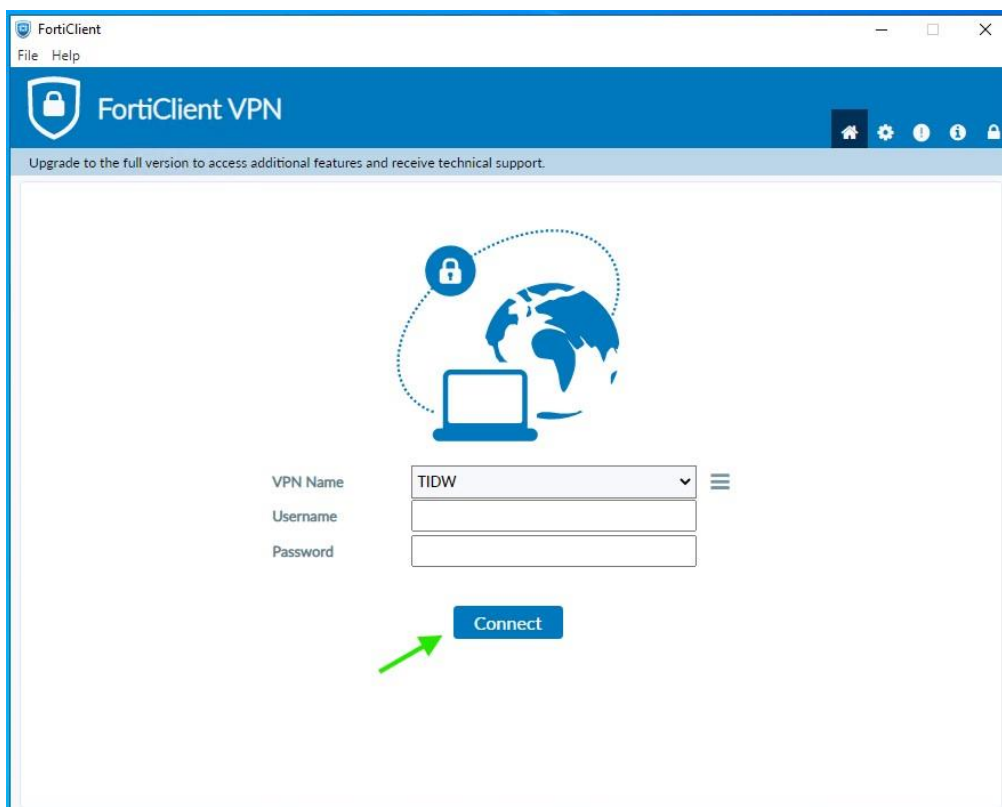 FortiClient
File Help
FortiClient VPN
Upgrade to the full version to access additional features and receive technical support.
VPN Name TIDW
Username
Password
Connect